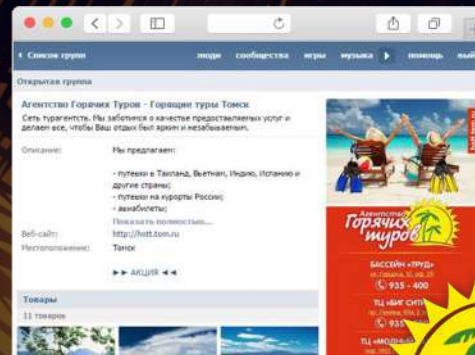 Список групп
люди
сообщества
игры
музыка
помощь
Открытая группа
Агентство Горячих Туров - Горящие туры Томск
Сеть турагентств. Мы заботимся о качестве предоставляемых услуг и
делаем все, чтобы Ваш отдых был ярким и незабываемым.
Описание:
Мы предлагаем:
- путевки в Таиланд, Вьетнам, Индию, Испанию и
другие страны;
- путевки на курорты России;
- авиабилеты;
Показать полностью...
Веб-сайт:
http://hott.tom.ru
Местоположение:
Томск
►► АКЦИЯ ◄◄
Товары
11 товаров
Агентство
Горячих
туров
БАССЕЙН «ТРУД»
935 - 400
ТЦ «БИГ СИТИ»
935
ТЦ